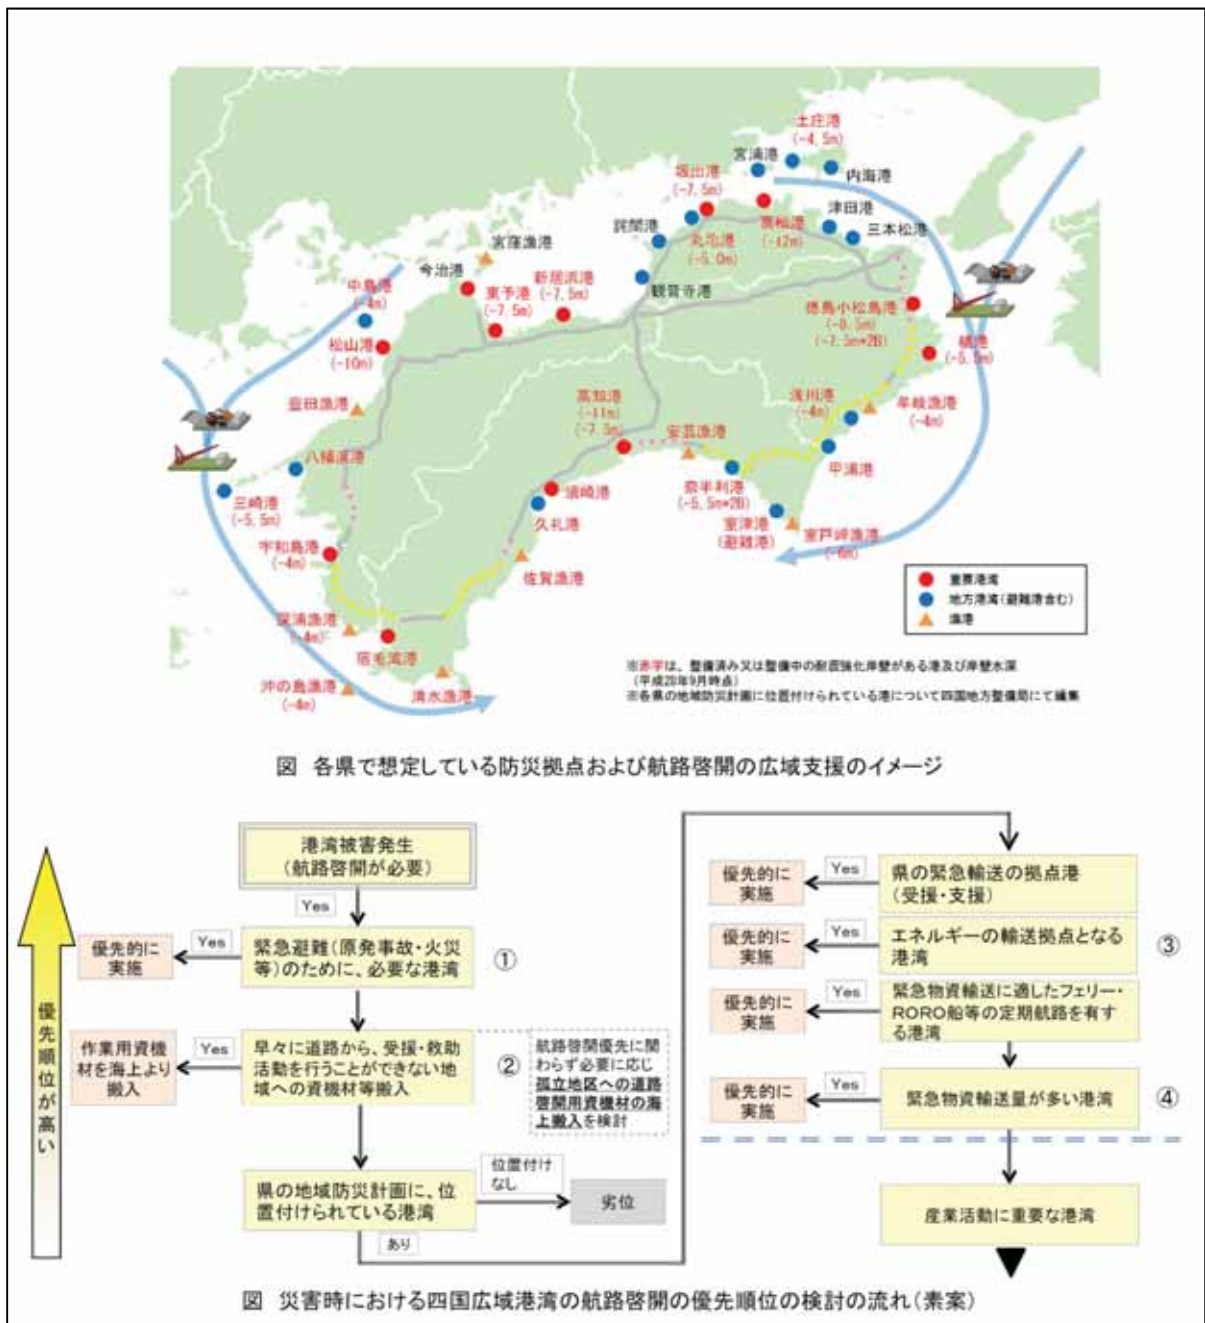 土庄港
(-4.5m)
宮浦港
坂出港
(-7.5m)
内海港
高松港
(-12m)
津田港
詫間港
丸亀港
(-5.0m)
三本松港
宮窪漁港
今治港
新居浜港
(-7.5m)
東予港
(-7.5m)
観音寺港
中島港
(-4m)
松山港
(-10m)
徳島小松島港
(-8.5m)
(-7.5m*2B)
橘港
(-5.5m)
豊田漁港
高知港
(-11m)
(-7.5m)
浅川港
(-4m)
牟岐漁港
(-4m)
安芸漁港
八幡浜港
甲浦港
三崎港
(-5.5m)
須崎港
奈半利港
(-5.5m*2B)
久礼港
室津港
(避難港)
室戸岬漁港
(-6m)
宇和島港
(-4m)
佐賀漁港
深浦漁港
(-4m)
宿毛湾港
沖の島漁港
(-4m)
清水漁港
重要港湾
地方港湾(避難港含む)
漁港
※赤字は、整備済み又は整備中の耐震強化岸壁がある港及び岸壁水深
(平成28年9月時点)
※各県の地域防災計画に位置付けられている港について四国地方整備局にて編集
図 各県で想定している防災拠点および航路啓開の広域支援のイメージ
優先順位が高い
港湾被害発生
(航路啓開が必要)
Yes
優先的に
実施
Yes
緊急避難(原発事故・火災
等)のために、必要な港湾
①
作業用資機
材を海上より
搬入
Yes
早々に道路から、受援・救助
活動を行うことができない地
域への資機材等搬入
②
航路啓開優先に関
わらず必要に応じ
孤立地区への道路
啓開用資機材の海
上搬入を検討
県の地域防災計画に、位
置付けられている港湾
位置付け
なし
劣位
あり
優先的に
実施
Yes
県の緊急輸送の拠点港
(受援・支援)
優先的に
実施
Yes
エネルギーの輸送拠点となる
港湾
③
優先的に
実施
Yes
緊急物資輸送に適したフェリー・
RORO船等の定期航路を有す
る港湾
優先的に
実施
Yes
緊急物資輸送量が多い港湾
④
産業活動に重要な港湾
図 災害時における四国広域港湾の航路啓開の優先順位の検討の流れ(素案)